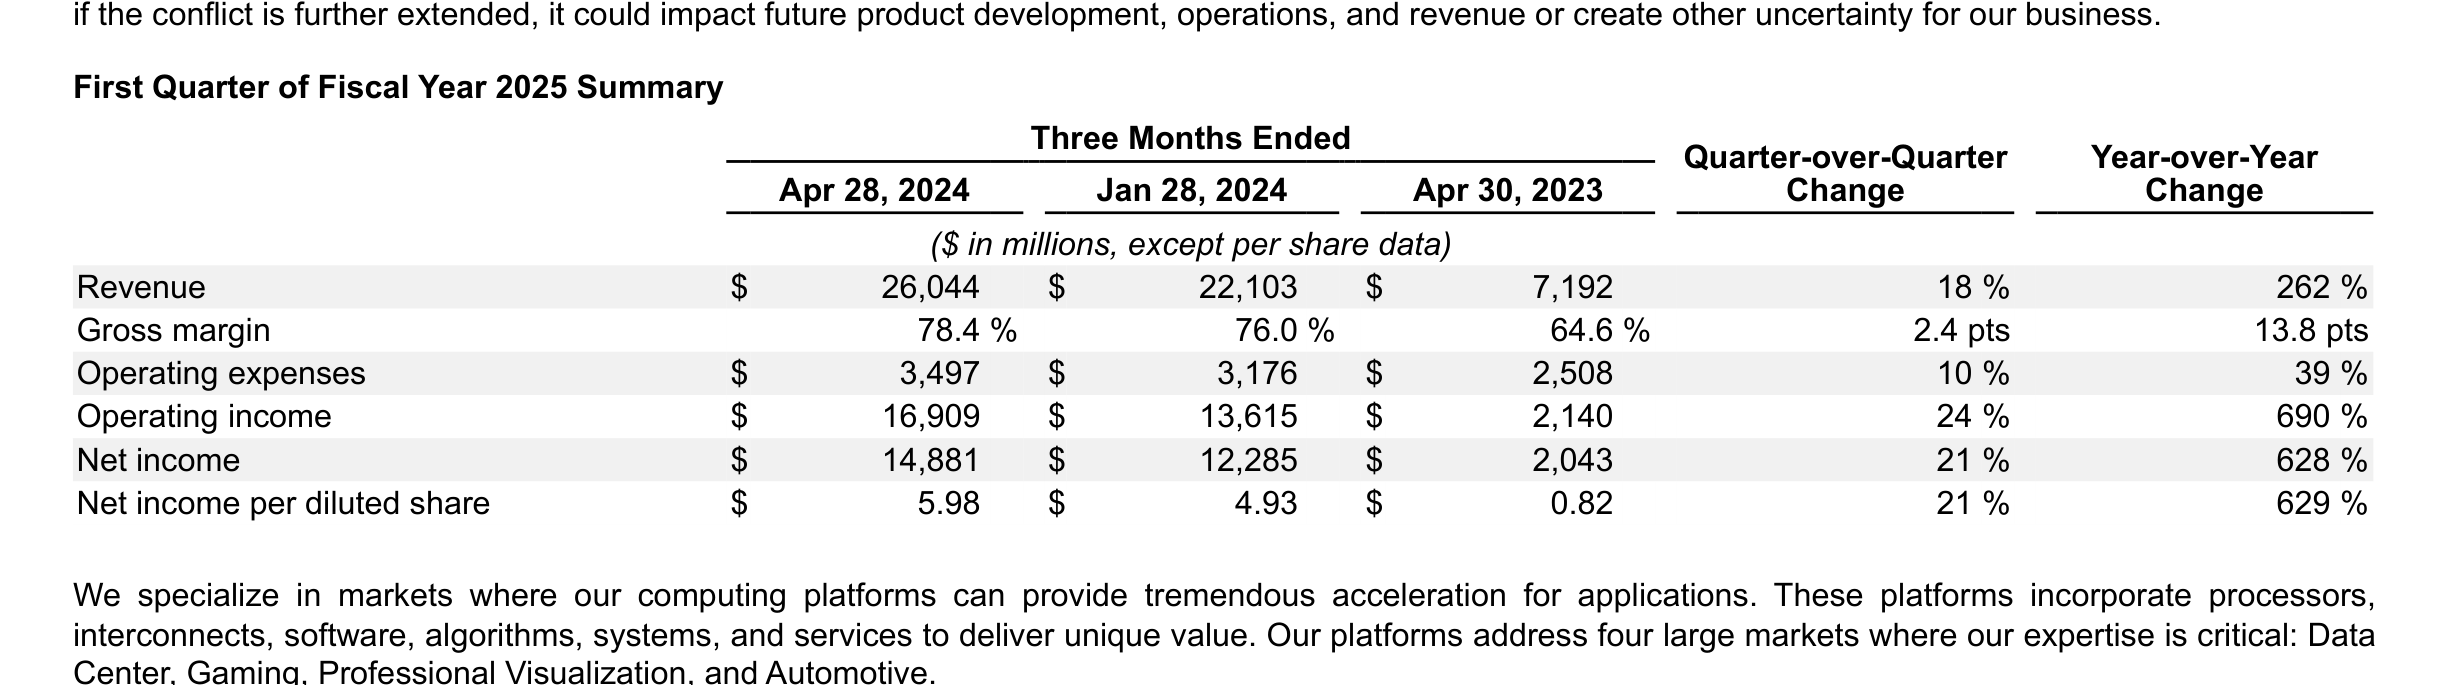 if the conflict is further extended, it could impact future product development, operations, and revenue or create other uncertainty for our business.
First Quarter of Fiscal Year 2025 Summary
Three Months Ended
Quarter-over-Quarter Change Year-over-Year Change
Apr 28, 2024 Jan 28, 2024 Apr 30, 2023
($ in millions, except per share data)
Revenue $ 26,044 $ 22,103 $ 7,192 18 % 262 %
Gross margin 78.4 % 76.0 % 64.6 % 2.4 pts 13.8 pts
Operating expenses $ 3,497 $ 3,176 $ 2,508 10 % 39 %
Operating income $ 16,909 $ 13,615 $ 2,140 24 % 690 %
Net income $ 14,881 $ 12,285 $ 2,043 21 % 628 %
Net income per diluted share $ 5.98 $ 4.93 $ 0.82 21 % 629 %
We specialize in markets where our computing platforms can provide tremendous acceleration for applications. These platforms incorporate processors,
interconnects, software, algorithms, systems, and services to deliver unique value. Our platforms address four large markets where our expertise is critical: Data
Center, Gaming, Professional Visualization, and Automotive.